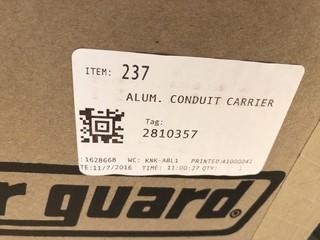 ITEM: 237
ALUM. CONDUIT CARRIER
Tag:
2810357
: 1628668 WC: KNK-ABL1 PRINTED:41000041
TE:11/7/2016 TIME: 11:00:27 QTY: 1
r guard®